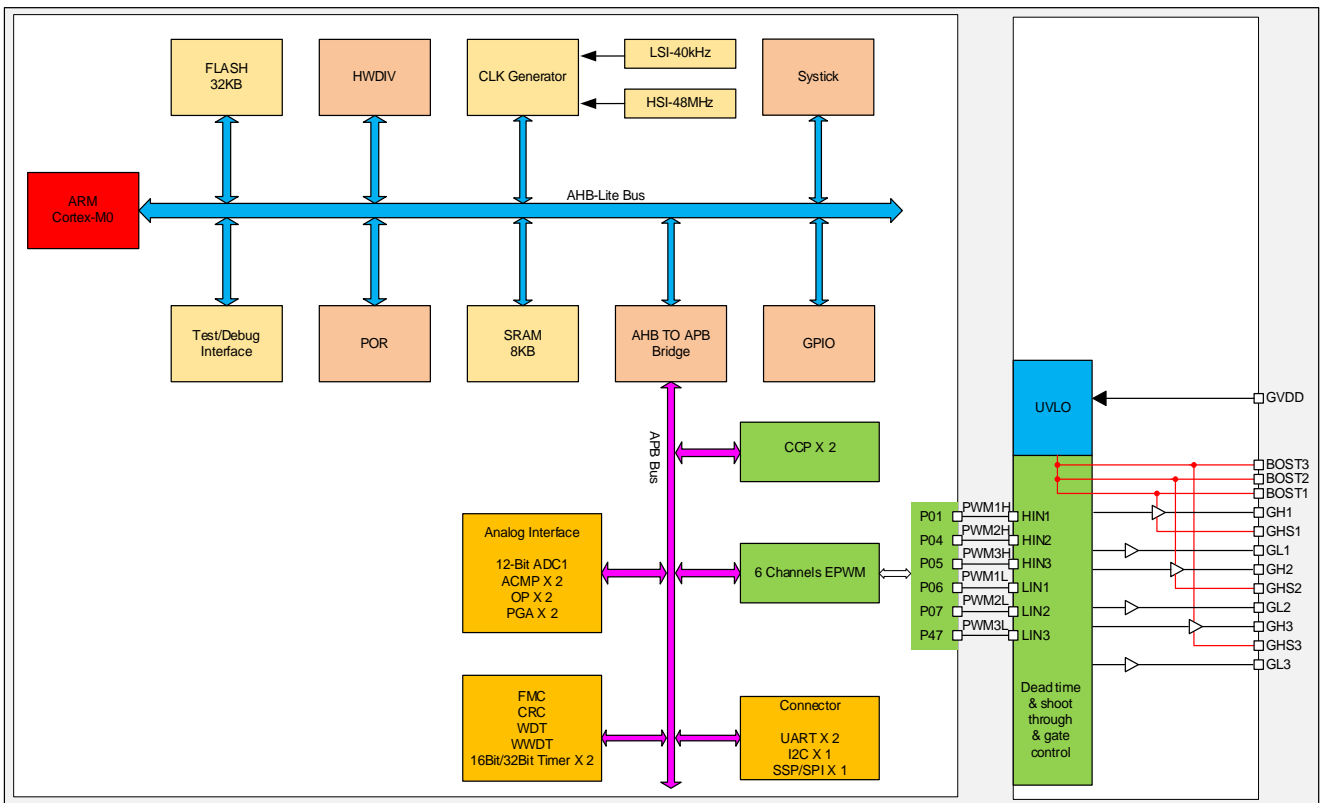 FLASH
32KB
HWDIV
CLK Generator
LSI-40kHz
HSI-48MHz
Systick
ARM
Cortex-M0
AHB-Lite Bus
Test/Debug
Interface
POR
SRAM
8KB
AHB TO APB
Bridge
GPIO
APB Bus
CCP X 2
Analog Interface
12-Bit ADC1
ACMP X 2
OP X 2
PGA X 2
6 Channels EPWM
FMC
CRC
WDT
WWDT
16Bit/32Bit Timer X 2
Connector
UART X 2
I2C X 1
SSP/SPI X 1
P01
P04
P05
P06
P07
P47
PWM1H
PWM2H
PWM3H
PWM1L
PWM2L
PWM3L
HIN1
HIN2
HIN3
LIN1
LIN2
LIN3
UVLO
Dead time
& shoot
through
& gate
control
GVDD
BOST3
BOST2
BOST1
GH1
GHS1
GL1
GH2
GHS2
GL2
GH3
GHS3
GL3